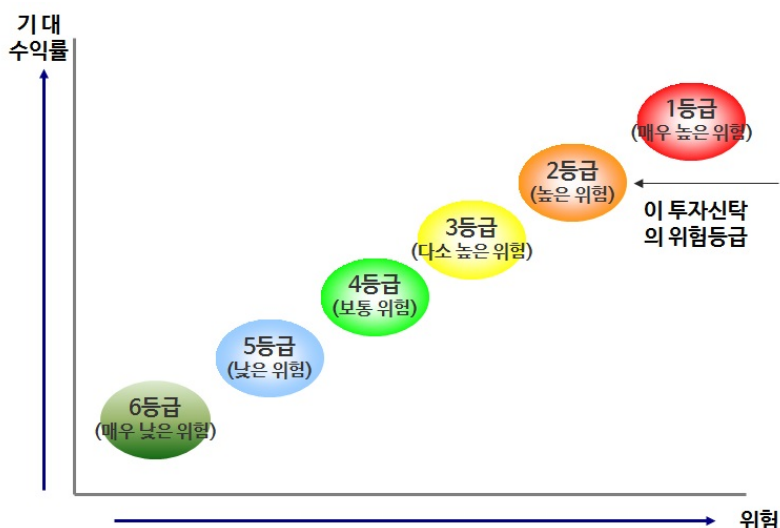 기 대
수익률
1등급
(매우 높은 위험)
2등급
(높은 위험)
이 투자신탁
의 위험등급
3등급
(다소 높은 위험)
4등급
(보통 위험)
5등급
(낮은 위험)
6등급
(매우 낮은 위험)
위험